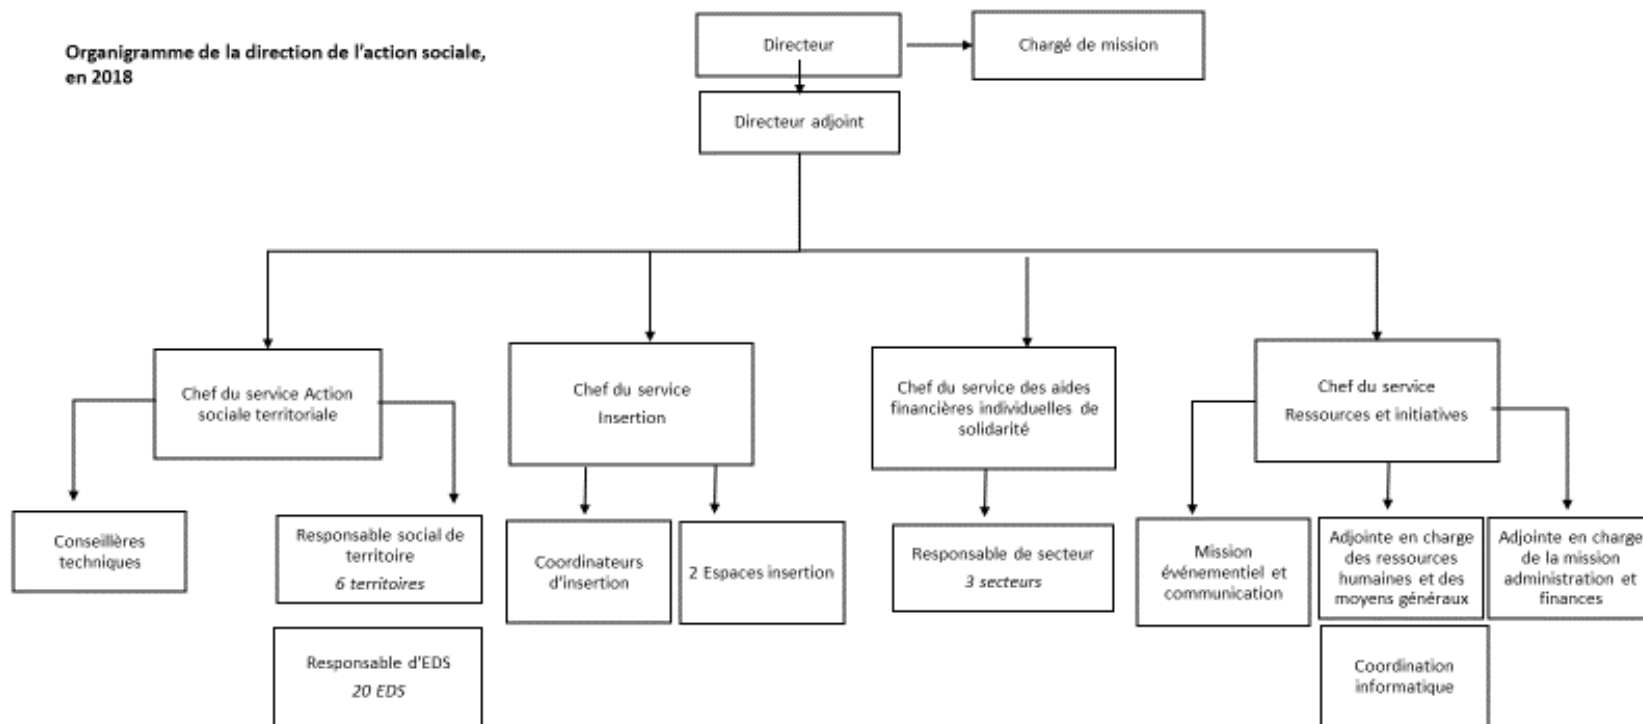 Organigramme de la direction de l'action sociale,
en 2018
Directeur
Chargé de mission
Directeur adjoint
Chef du service Action
sociale territoriale
Chef du service
Insertion
Chef du service des aides
financières individuelles de
solidarité
Chef du service
Ressources et initiatives
Conseillères
techniques
Responsable social de
territoire
6 territoires
Coordinateurs
d'insertion
2 Espaces insertion
Responsable de secteur
3 secteurs
Mission
événementiel et
communication
Adjointe en charge
des ressources
humaines et des
moyens généraux
Adjointe en charge
de la mission
administration et
finances
Responsable d'EDS
20 EDS
Coordination
informatique